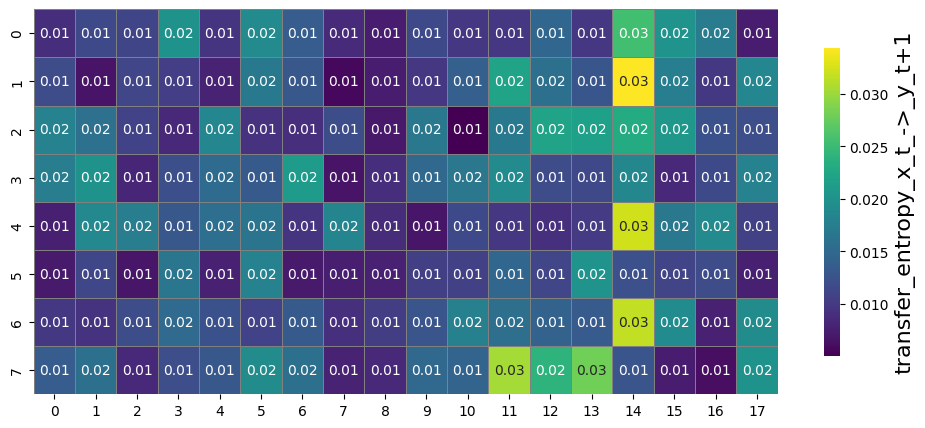 0 0.01 0.01 0.01 0.02 0.01 0.02 0.01 0.01 0.01 0.01 0.01 0.01 0.01 0.01 0.03 0.02 0.02 0.01
1 0.01 0.01 0.01 0.01 0.01 0.02 0.01 0.01 0.01 0.01 0.01 0.02 0.02 0.01 0.03 0.02 0.01 0.02
2 0.02 0.02 0.01 0.01 0.02 0.01 0.01 0.01 0.01 0.02 0.01 0.02 0.02 0.02 0.02 0.02 0.01 0.01
3 0.02 0.02 0.01 0.01 0.02 0.01 0.02 0.01 0.01 0.01 0.02 0.02 0.01 0.01 0.02 0.01 0.01 0.02
4 0.01 0.02 0.02 0.01 0.02 0.02 0.01 0.02 0.01 0.01 0.01 0.01 0.01 0.01 0.03 0.02 0.02 0.01
5 0.01 0.01 0.01 0.02 0.01 0.02 0.01 0.01 0.01 0.01 0.01 0.01 0.01 0.02 0.01 0.01 0.01 0.01
6 0.01 0.01 0.01 0.02 0.01 0.01 0.01 0.01 0.01 0.01 0.02 0.02 0.01 0.01 0.03 0.02 0.01 0.02
7 0.01 0.02 0.01 0.01 0.01 0.02 0.02 0.01 0.01 0.01 0.01 0.03 0.02 0.03 0.01 0.01 0.01 0.02
0 1 2 3 4 5 6 7 8 9 10 11 12 13 14 15 16 17
0.030
0.025
0.020
0.015
0.010
transfer_entropy_x_t_->_y_t+1